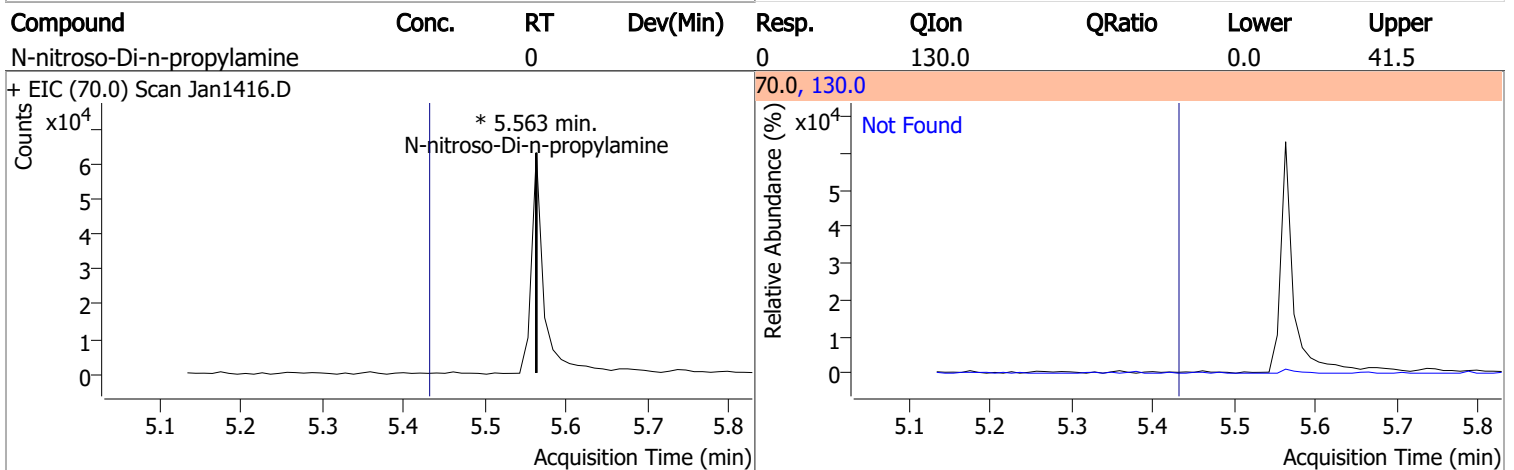 Compound Conc. RT Dev(Min) Resp. QIon QRatio Lower Upper
N-nitroso-Di-n-propylamine 0 0 130.0 0.0 41.5
+ EIC (70.0) Scan Jan1416.D
Counts
x10⁴
* 5.563 min.
N-nitroso-Di-n-propylamine
6
5
4
3
2
1
0
5.1 5.2 5.3 5.4 5.5 5.6 5.7 5.8
Acquisition Time (min)
70.0, 130.0
Relative Abundance (%)
x10⁴
Not Found
5
4
3
2
1
0
5.1 5.2 5.3 5.4 5.5 5.6 5.7 5.8
Acquisition Time (min)